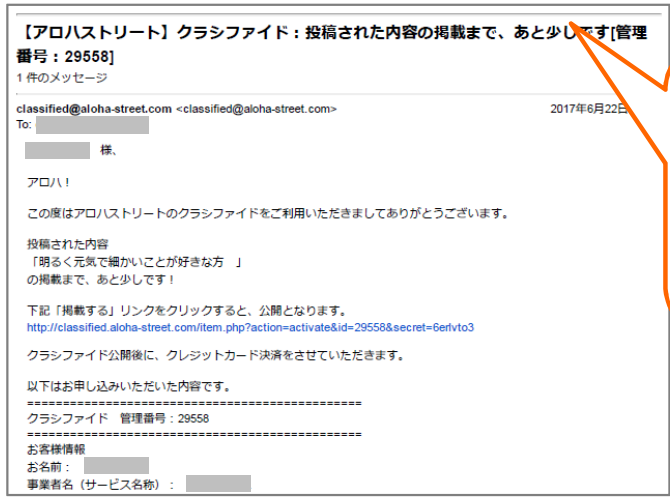 【アロハストリート】クラシファイド：投稿された内容の掲載まで、あと少しです[管理
番号：29558]
1 件のメッセージ
classified@aloha-street.com <classified@aloha-street.com> 2017年6月22日
To:
様、
アロハ！
この度はアロハストリートのクラシファイドをご利用いただきましてありがとうございます。
投稿された内容
「明るく元気で細かいことが好きな方　」
の掲載まで、あと少しです！
下記「掲載する」リンクをクリックすると、公開となります。
http://classified.aloha-street.com/item.php?action=activate&id=29558&secret=6erlvto3
クラシファイド公開後に、クレジットカード決済をさせていただきます。
以下はお申し込みいただいた内容です。
================================================
クラシファイド　管理番号：29558
================================================
お客様情報
お名前：
事業者名（サービス名称）：